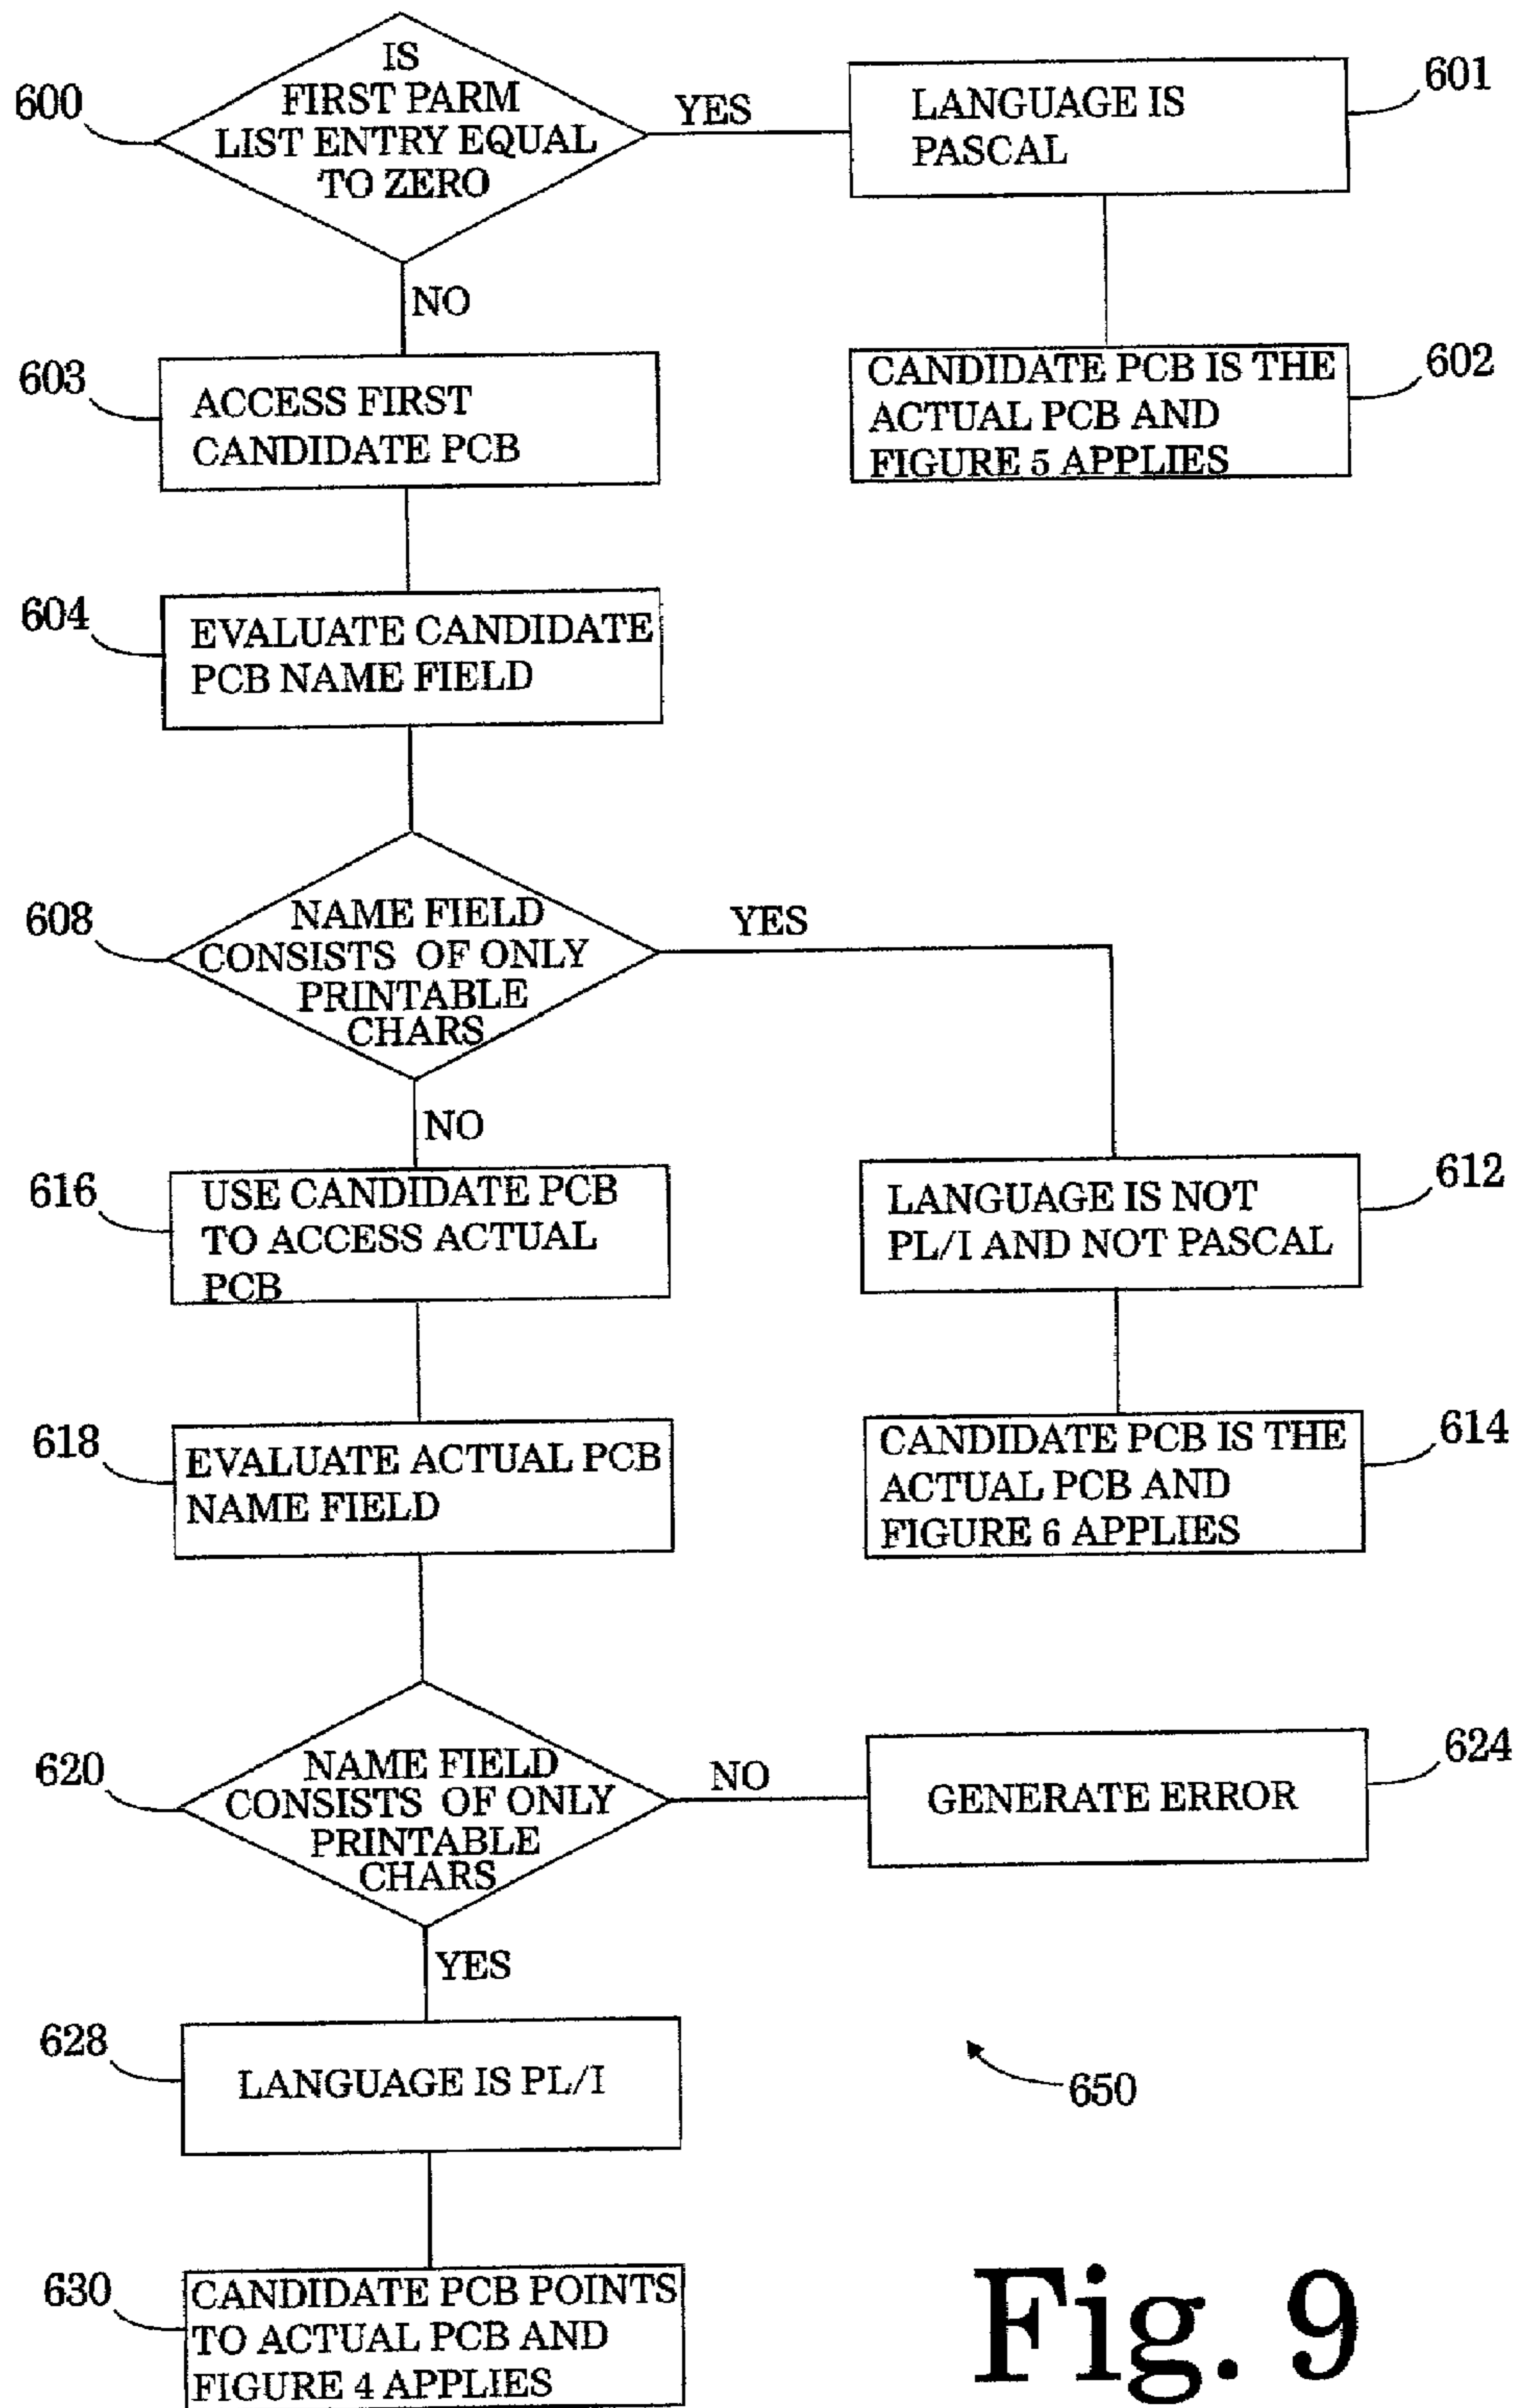 IS
FIRST PARM
LIST ENTRY EQUAL
TO ZERO
600
YES
LANGUAGE IS
PASCAL
601
NO
CANDIDATE PCB IS THE
ACTUAL PCB AND
FIGURE 5 APPLIES
602
603
ACCESS FIRST
CANDIDATE PCB
604
EVALUATE CANDIDATE
PCB NAME FIELD
608
NAME FIELD
CONSISTS OF ONLY
PRINTABLE
CHARS
YES
NO
616
USE CANDIDATE PCB
TO ACCESS ACTUAL
PCB
LANGUAGE IS NOT
PL/I AND NOT PASCAL
612
618
EVALUATE ACTUAL PCB
NAME FIELD
CANDIDATE PCB IS THE
ACTUAL PCB AND
FIGURE 6 APPLIES
614
620
NAME FIELD
CONSISTS OF ONLY
PRINTABLE
CHARS
NO
GENERATE ERROR
624
YES
628
LANGUAGE IS PL/I
650
630
CANDIDATE PCB POINTS
TO ACTUAL PCB AND
FIGURE 4 APPLIES
Fig. 9